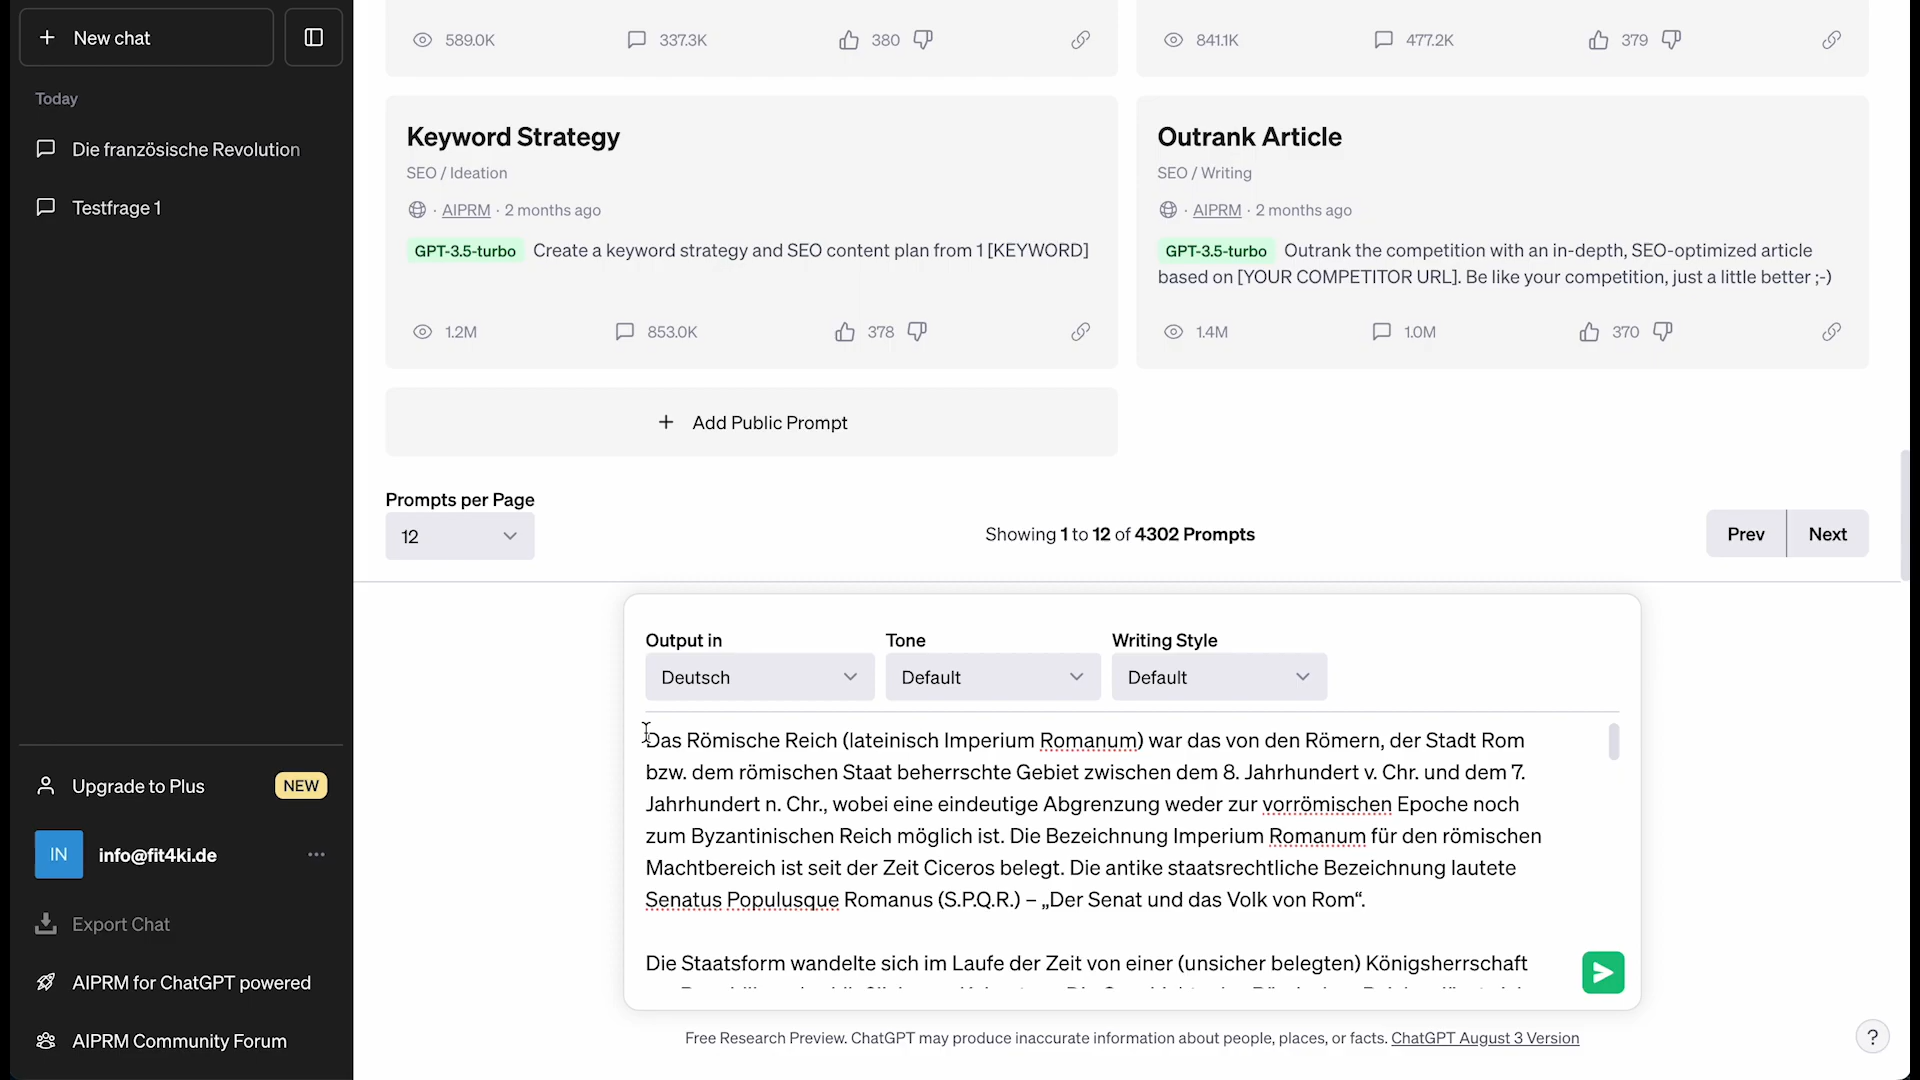 New chat
Today
Die französische Revolution
Testfrage 1
Upgrade to Plus NEW
IN info@fit4ki.de
Export Chat
AIPRM for ChatGPT powered
AIPRM Community Forum
589.0K 337.3K 380
841.1K 477.2K 379
Keyword Strategy
SEO / Ideation
· AIPRM · 2 months ago
GPT-3.5-turbo Create a keyword strategy and SEO content plan from 1 [KEYWORD]
1.2M 853.0K 378
Outrank Article
SEO / Writing
· AIPRM · 2 months ago
GPT-3.5-turbo Outrank the competition with an in-depth, SEO-optimized article
based on [YOUR COMPETITOR URL]. Be like your competition, just a little better ;-)
1.4M 1.0M 370
+ Add Public Prompt
Prompts per Page
12
Showing 1 to 12 of 4302 Prompts
Prev Next
Output in Tone Writing Style
Deutsch Default Default
Das Römische Reich (lateinisch Imperium Romanum) war das von den Römern, der Stadt Rom
bzw. dem römischen Staat beherrschte Gebiet zwischen dem 8. Jahrhundert v. Chr. und dem 7.
Jahrhundert n. Chr., wobei eine eindeutige Abgrenzung weder zur vorrömischen Epoche noch
zum Byzantinischen Reich möglich ist. Die Bezeichnung Imperium Romanum für den römischen
Machtbereich ist seit der Zeit Ciceros belegt. Die antike staatsrechtliche Bezeichnung lautete
Senatus Populusque Romanus (S.P.Q.R.) – „Der Senat und das Volk von Rom“.
Die Staatsform wandelte sich im Laufe der Zeit von einer (unsicher belegten) Königsherrschaft
Free Research Preview. ChatGPT may produce inaccurate information about people, places, or facts. ChatGPT August 3 Version
?